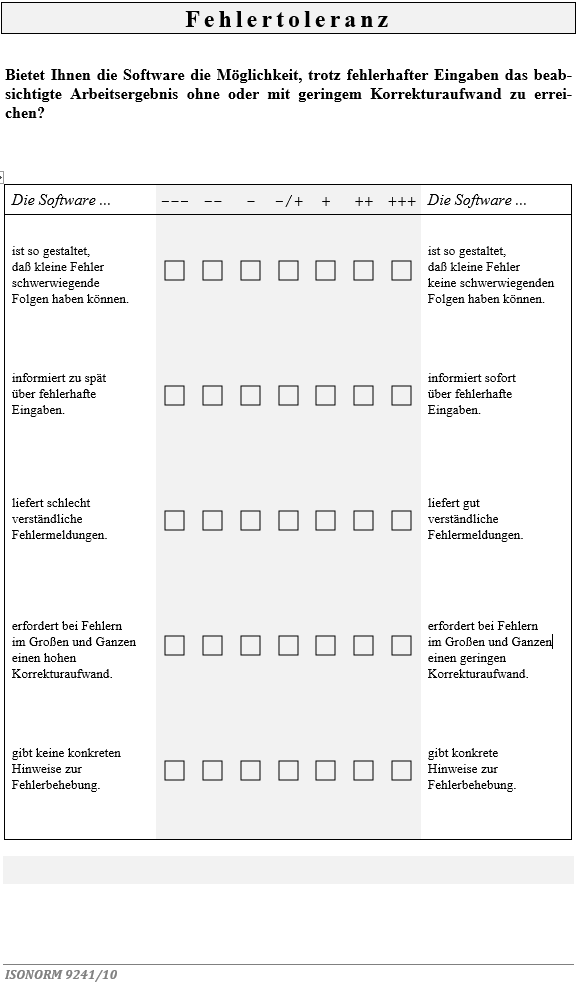 Fehlertoleranz
Bietet Ihnen die Software die Möglichkeit, trotz fehlerhafter Eingaben das beab-
sichtigte Arbeitsergebnis ohne oder mit geringem Korrekturaufwand zu errei-
chen?
Die Software ... --- -- - -/+ + ++ +++ Die Software ...
ist so gestaltet,
daß kleine Fehler
schwerwiegende
Folgen haben können.
ist so gestaltet,
daß kleine Fehler
keine schwerwiegenden
Folgen haben können.
informiert zu spät
über fehlerhafte
Eingaben.
informiert sofort
über fehlerhafte
Eingaben.
liefert schlecht
verständliche
Fehlermeldungen.
liefert gut
verständliche
Fehlermeldungen.
erfordert bei Fehlern
im Großen und Ganzen
einen hohen
Korrekturaufwand.
erfordert bei Fehlern
im Großen und Ganzen
einen geringen
Korrekturaufwand.
gibt keine konkreten
Hinweise zur
Fehlerbehebung.
gibt konkrete
Hinweise zur
Fehlerbehebung.
ISONORM 9241/10